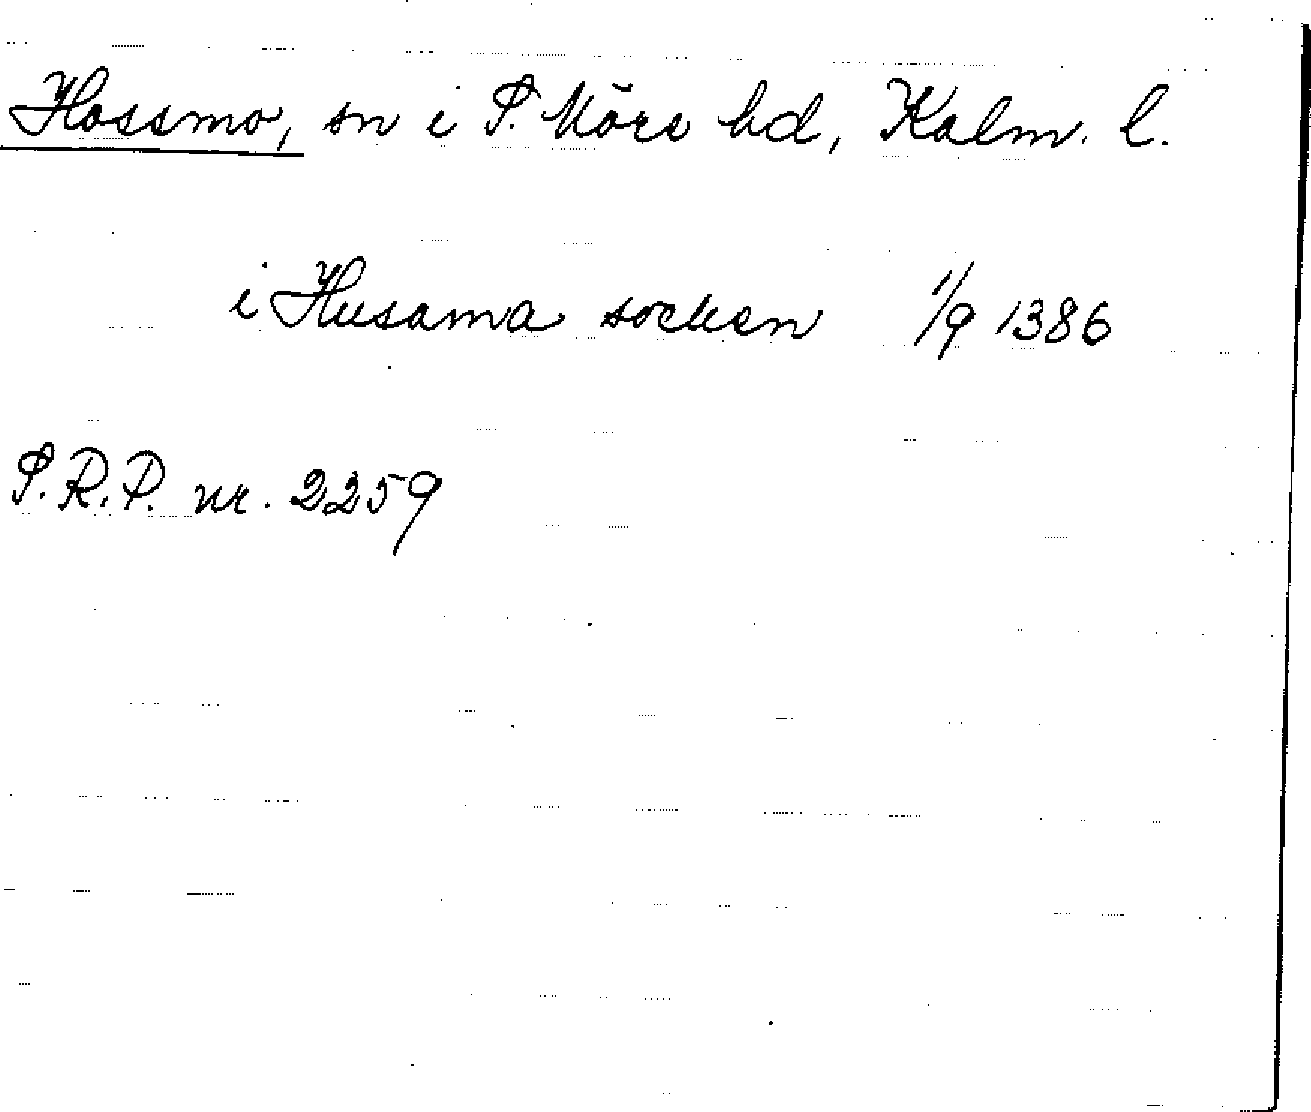 Hossmo, sn i S. Möre hd, Kalm. l.
i Husama socken 1/9 1386
S.R.P. nr. 2259